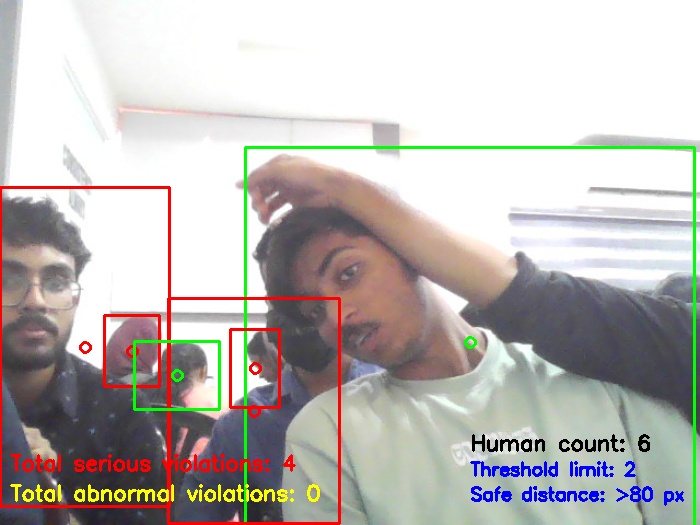 Human count: 6
Total serious violations: 4
Threshold limit: 2
Total abnormal violations: 0
Safe distance: >80 px